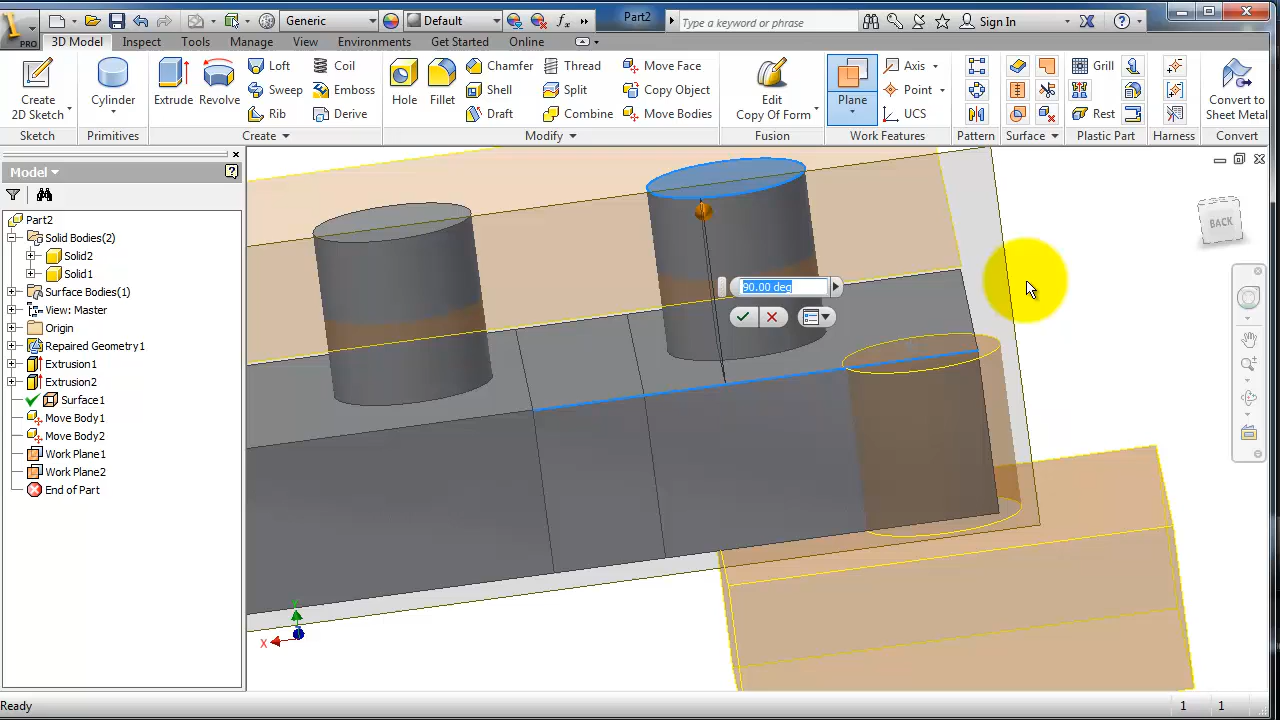 Generic
Default
fx
Part2
Type a keyword or phrase
Sign In
PRO
3D Model
Inspect
Tools
Manage
View
Environments
Get Started
Online
Create
2D Sketch
Sketch
Cylinder
Primitives
Extrude
Revolve
Loft
Sweep
Rib
Coil
Emboss
Derive
Create
Hole
Fillet
Chamfer
Shell
Draft
Thread
Split
Combine
Move Face
Copy Object
Move Bodies
Modify
Edit
Copy Of Form
Fusion
Plane
Axis
Point
UCS
Work Features
Pattern
Surface
Grill
Rest
Plastic Part
Harness
Convert to
Sheet Metal
Convert
Model
Part2
Solid Bodies(2)
Solid2
Solid1
Surface Bodies(1)
View: Master
Origin
Repaired Geometry1
Extrusion1
Extrusion2
Surface1
Move Body1
Move Body2
Work Plane1
Work Plane2
End of Part
90.00 deg
BACK
X
Ready
1
1